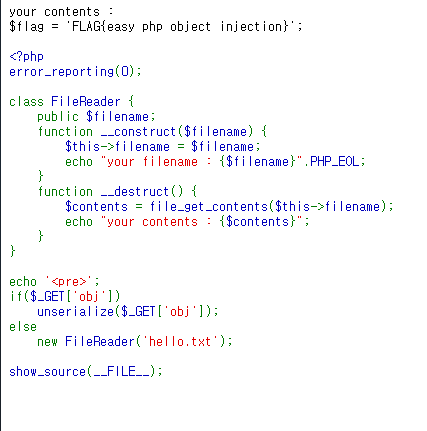 your contents :
$flag = 'FLAG{easy php object injection}';
<?php
error_reporting(0);
class FileReader {
    public $filename;
    function __construct($filename) {
        $this->filename = $filename;
        echo "your filename : {$filename}".PHP_EOL;
    }
    function __destruct() {
        $contents = file_get_contents($this->filename);
        echo "your contents : {$contents}";
    }
}
echo '<pre>';
if($_GET['obj'])
    unserialize($_GET['obj']);
else
    new FileReader('hello.txt');
show_source(__FILE__);